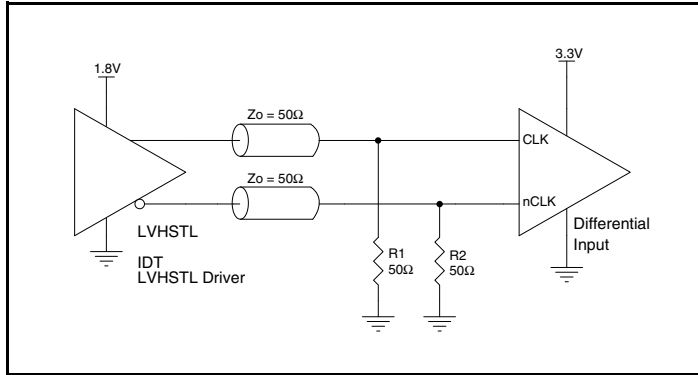 1.8V
3.3V
Zo = 50Ω
CLK
Zo = 50Ω
nCLK
LVHSTL
IDT
LVHSTL Driver
R1
50Ω
R2
50Ω
Differential
Input